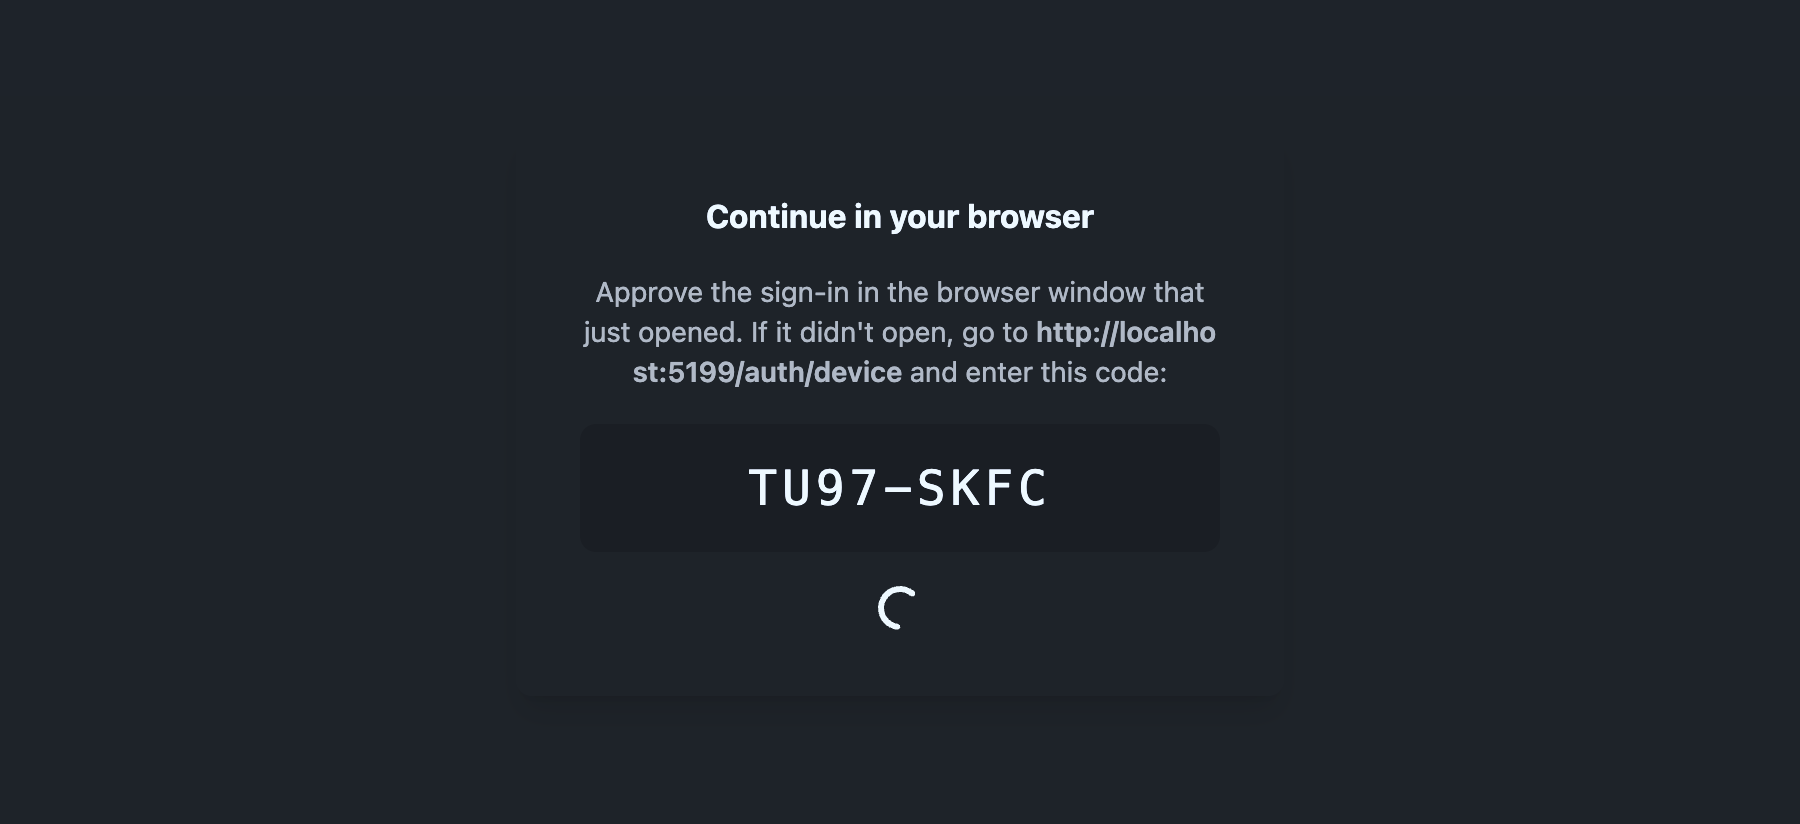 Continue in your browser
Approve the sign-in in the browser window that
just opened. If it didn't open, go to http://localho
st:5199/auth/device and enter this code:
TU97-SKFC